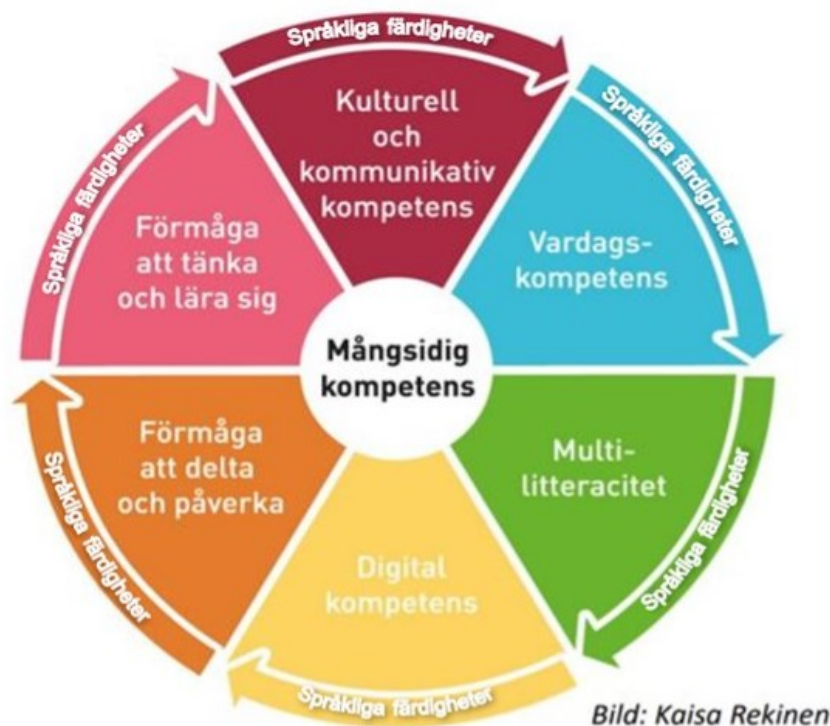 Språkliga färdigheter
Kulturell
och
kommunikativ
kompetens
Språkliga färdigheter
Vardags-
kompetens
Språkliga färdigheter
Multi-
litteracitet
Språkliga färdigheter
Digital
kompetens
Språkliga färdigheter
Förmåga
att delta
och påverka
Språkliga färdigheter
Förmåga
att tänka
och lära sig
Mångsidig
kompetens
Bild: Kaisa Rekinen